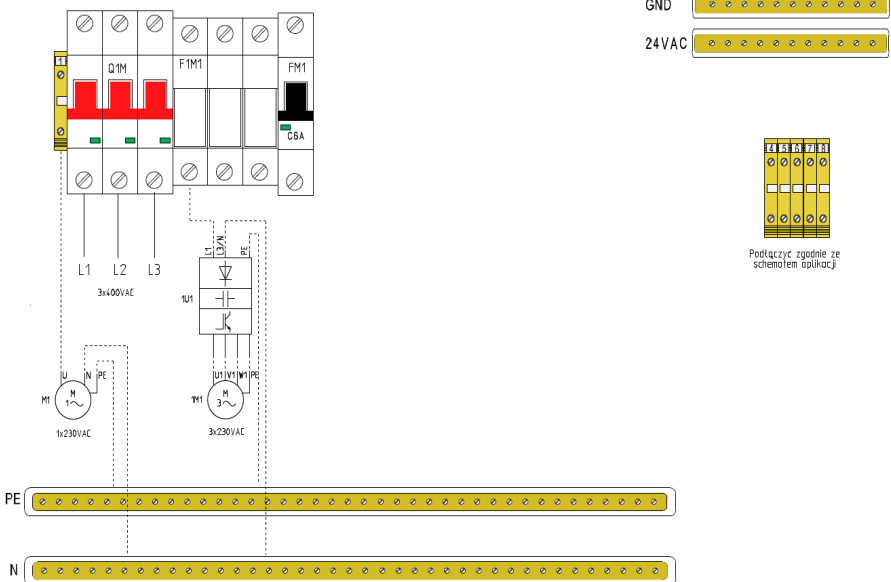 GND
24VAC
1
Q1M
F1M1
FM1
C6A
4 5 6 7 8
Podłączyć zgodnie ze
schematem aplikacji
L1 L2 L3
3x400VAC
L1
L3/N
PE
1U1
U N PE
M1
M
1~
1x230VAC
U1 V1 W1 PE
1M1
M
3~
3x230VAC
PE
N